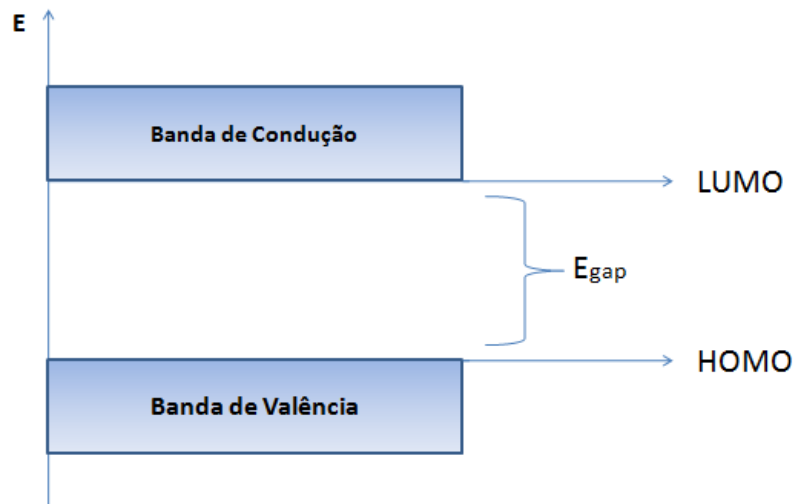 E
Banda de Condução
LUMO
Egap
HOMO
Banda de Valência